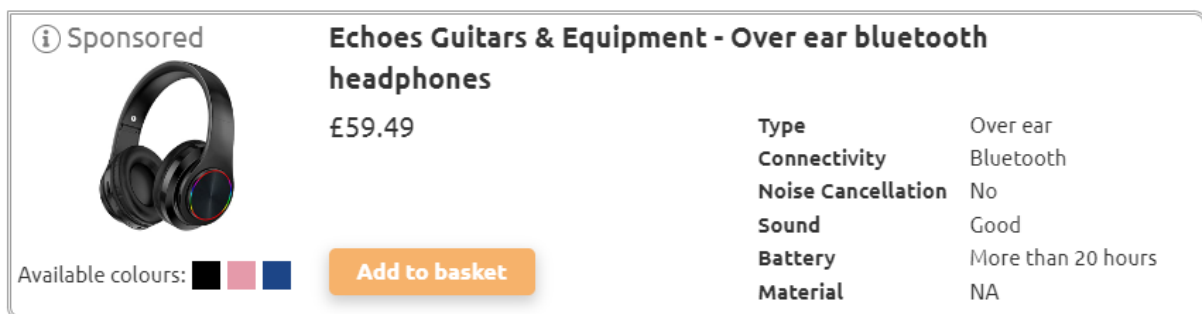 Sponsored
Echoes Guitars & Equipment - Over ear bluetooth
headphones
£59.49
Type Over ear
Connectivity Bluetooth
Noise Cancellation No
Sound Good
Battery More than 20 hours
Material NA
Available colours:
Add to basket